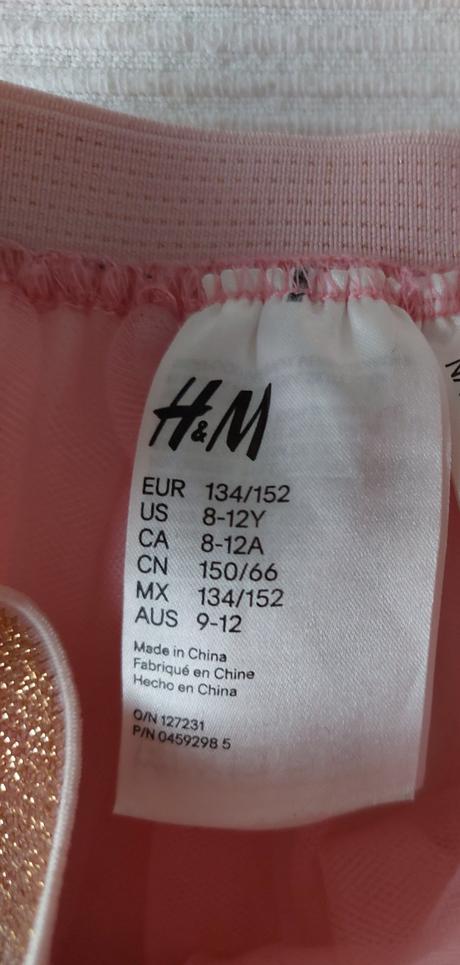 H&M
EUR 134/152
US 8-12Y
CA 8-12A
CN 150/66
MX 134/152
AUS 9-12
Made in China
Fabriqué en Chine
Hecho en China
O/N 127231
P/N 0459298 5